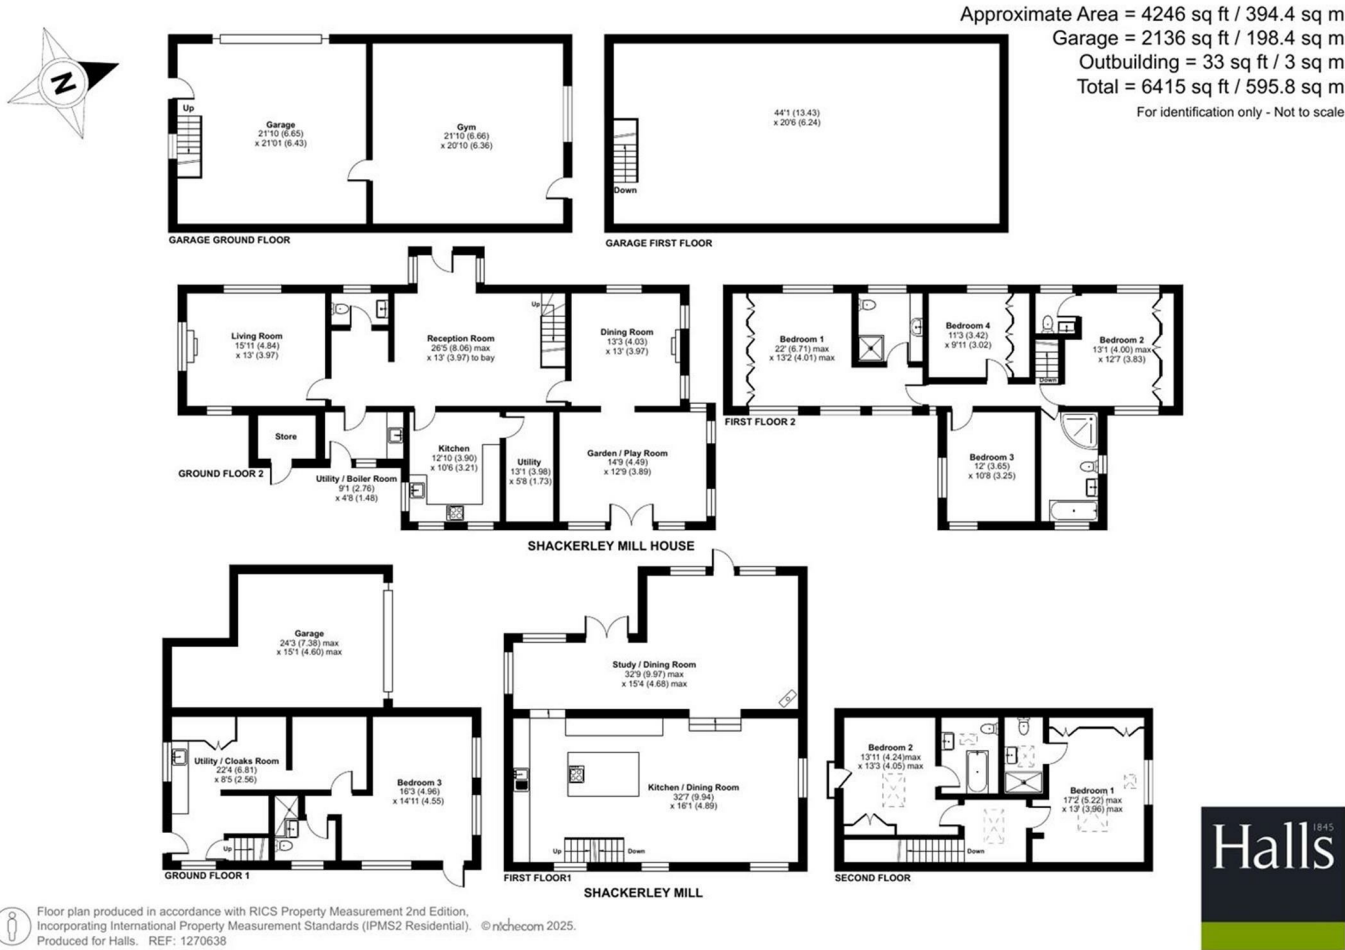 Approximate Area = 4246 sq ft / 394.4 sq m
Garage = 2136 sq ft / 198.4 sq m
Outbuilding = 33 sq ft / 3 sq m
Total = 6415 sq ft / 595.8 sq m
For identification only - Not to scale
N
Up
Garage
21'10 (6.65)
x 21'01 (6.43)
Gym
21'10 (6.66)
x 20'10 (6.36)
GARAGE GROUND FLOOR
44'1 (13.43)
x 20'6 (6.24)
Down
GARAGE FIRST FLOOR
Living Room
15'11 (4.84)
x 13' (3.97)
Reception Room
26'5 (8.06) max
x 13' (3.97) to bay
Up
Dining Room
13'3 (4.03)
x 13' (3.97)
Store
GROUND FLOOR 2
Utility / Boiler Room
9'1 (2.76)
x 4'8 (1.48)
Kitchen
12'10 (3.90)
x 10'6 (3.21)
Utility
13'1 (3.98)
x 5'8 (1.73)
Garden / Play Room
14'9 (4.49)
x 12'9 (3.89)
Bedroom 1
22' (6.71) max
x 13'2 (4.01) max
Bedroom 4
11'3 (3.42)
x 9'11 (3.02)
Down
Bedroom 2
13'1 (4.00) max
x 12'7 (3.83)
FIRST FLOOR 2
Bedroom 3
12' (3.65)
x 10'8 (3.25)
SHACKERLEY MILL HOUSE
Garage
24'3 (7.38) max
x 15'1 (4.60) max
Utility / Cloaks Room
22'4 (6.81)
x 8'5 (2.56)
Bedroom 3
16'3 (4.96)
x 14'11 (4.55)
Up
GROUND FLOOR 1
Study / Dining Room
32'9 (9.97) max
x 15'4 (4.68) max
Kitchen / Dining Room
32'7 (9.94)
x 16'1 (4.89)
Up
Down
FIRST FLOOR1
SHACKERLEY MILL
Bedroom 2
13'11 (4.24)max
x 13'3 (4.05) max
Bedroom 1
17'2 (5.22) max
x 13' (3.96) max
Down
SECOND FLOOR
Halls
1845
Floor plan produced in accordance with RICS Property Measurement 2nd Edition,
Incorporating International Property Measurement Standards (IPMS2 Residential). © nichecom 2025.
Produced for Halls. REF: 1270638